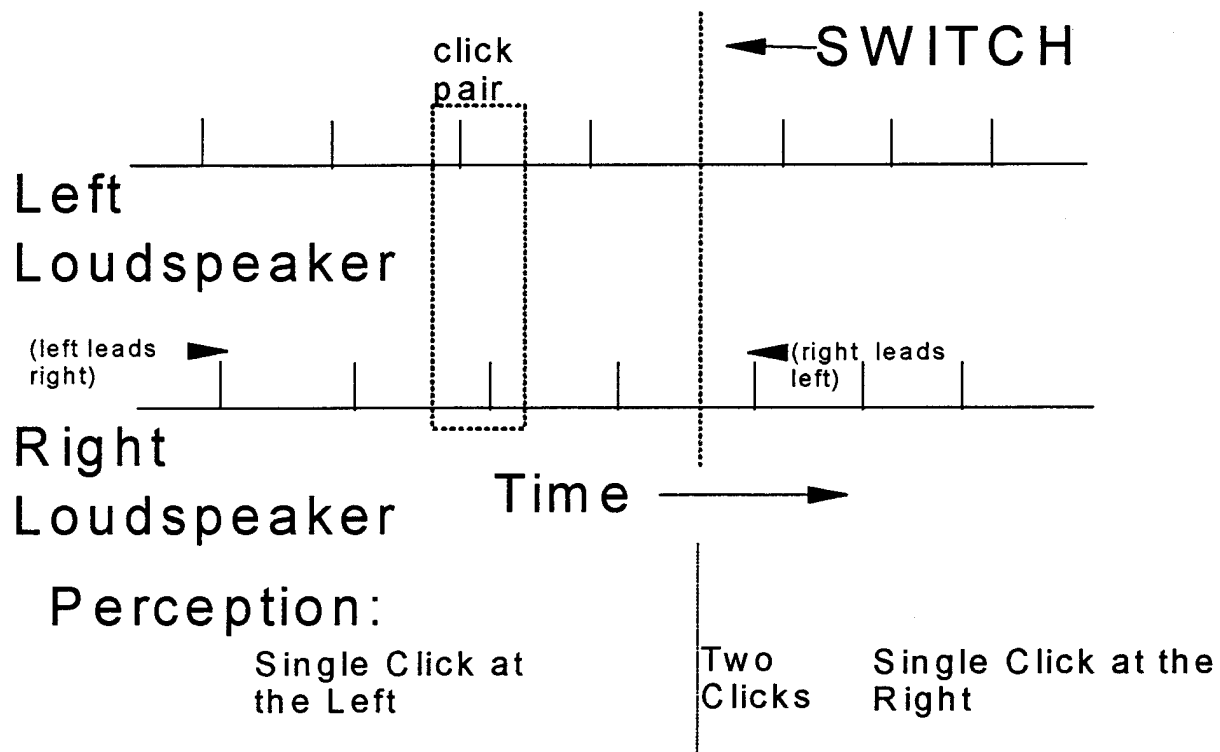 click
pair
SWITCH
Left
Loudspeaker
(left leads
right)
(right leads
left)
Right
Loudspeaker
Time
Perception:
Single Click at
the Left
Two
Clicks
Single Click at the
Right